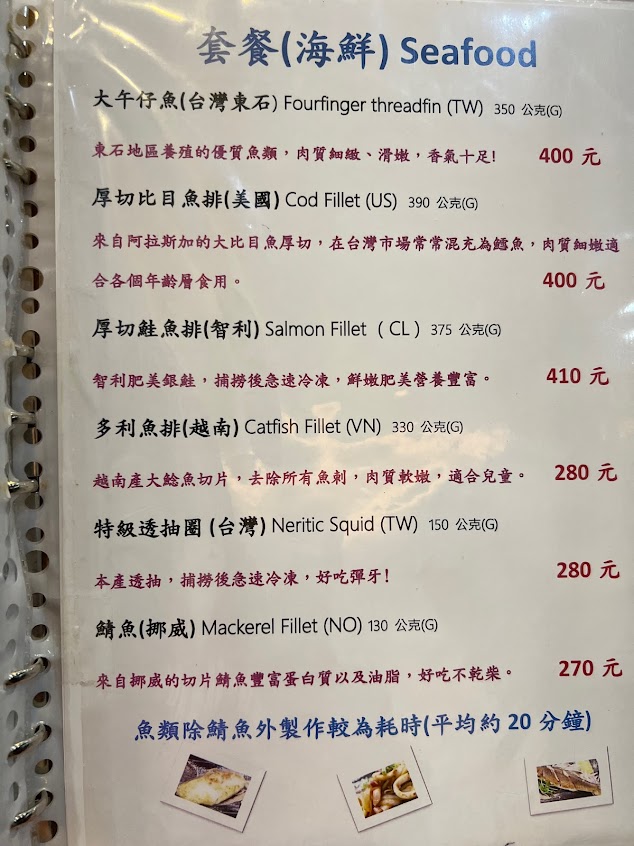 套餐(海鮮) Seafood
大午仔魚(台灣東石) Fourfinger threadfin (TW) 350 公克(G)
東石地區養殖的優質魚類，肉質細緻、滑嫩，香氣十足! 400 元
厚切比目魚排(美國) Cod Fillet (US) 390 公克(G)
來自阿拉斯加的大比目魚厚切，在台灣市場常常混充為鱈魚，肉質細嫩適
合各個年齡層食用。 400 元
厚切鮭魚排(智利) Salmon Fillet ( CL ) 375 公克(G)
智利肥美銀鮭，捕撈後急速冷凍，鮮嫩肥美營養豐富。 410 元
多利魚排(越南) Catfish Fillet (VN) 330 公克(G)
越南產大鯰魚切片，去除所有魚刺，肉質軟嫩，適合兒童。 280 元
特級透抽圈 (台灣) Neritic Squid (TW) 150 公克(G)
本產透抽，捕撈後急速冷凍，好吃彈牙! 280 元
鯖魚(挪威) Mackerel Fillet (NO) 130 公克(G)
來自挪威的切片鯖魚豐富蛋白質以及油脂，好吃不乾柴。 270 元
魚類除鯖魚外製作較為耗時(平均約 20 分鐘)